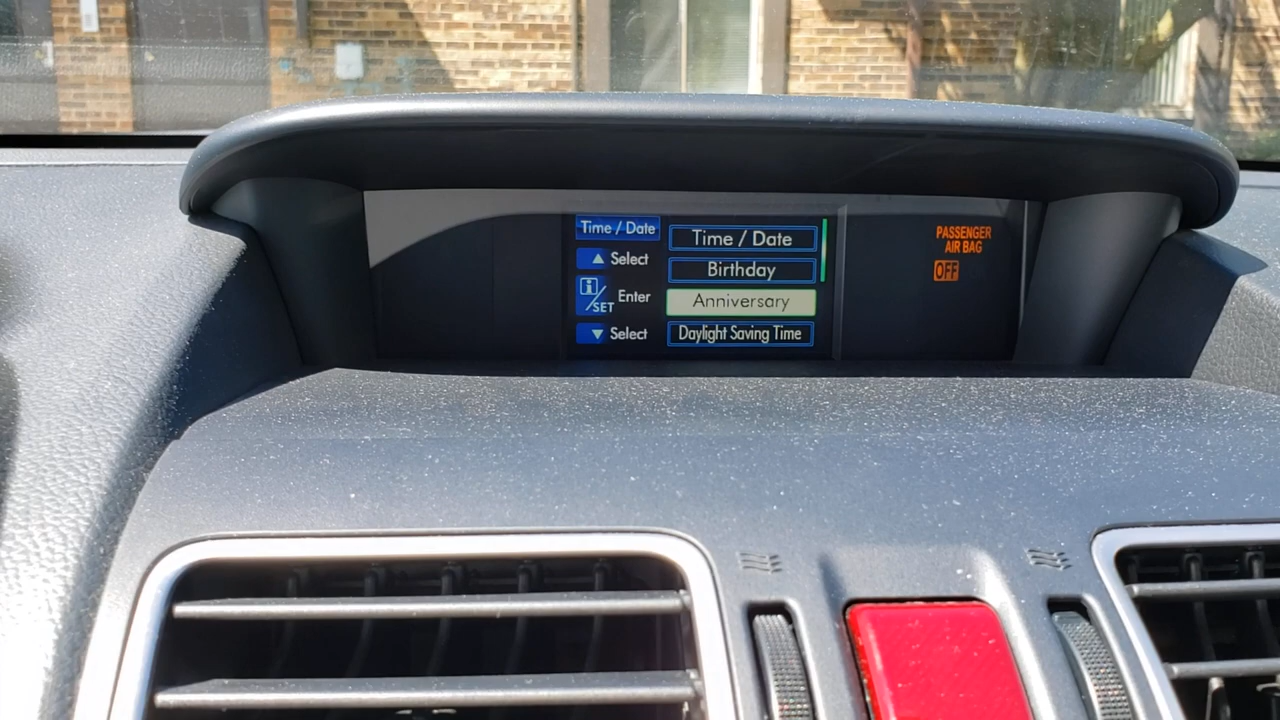 Time / Date
▲ Select
i/SET Enter
▼ Select
Time / Date
Birthday
Anniversary
Daylight Saving Time
PASSENGER
AIR BAG
OFF